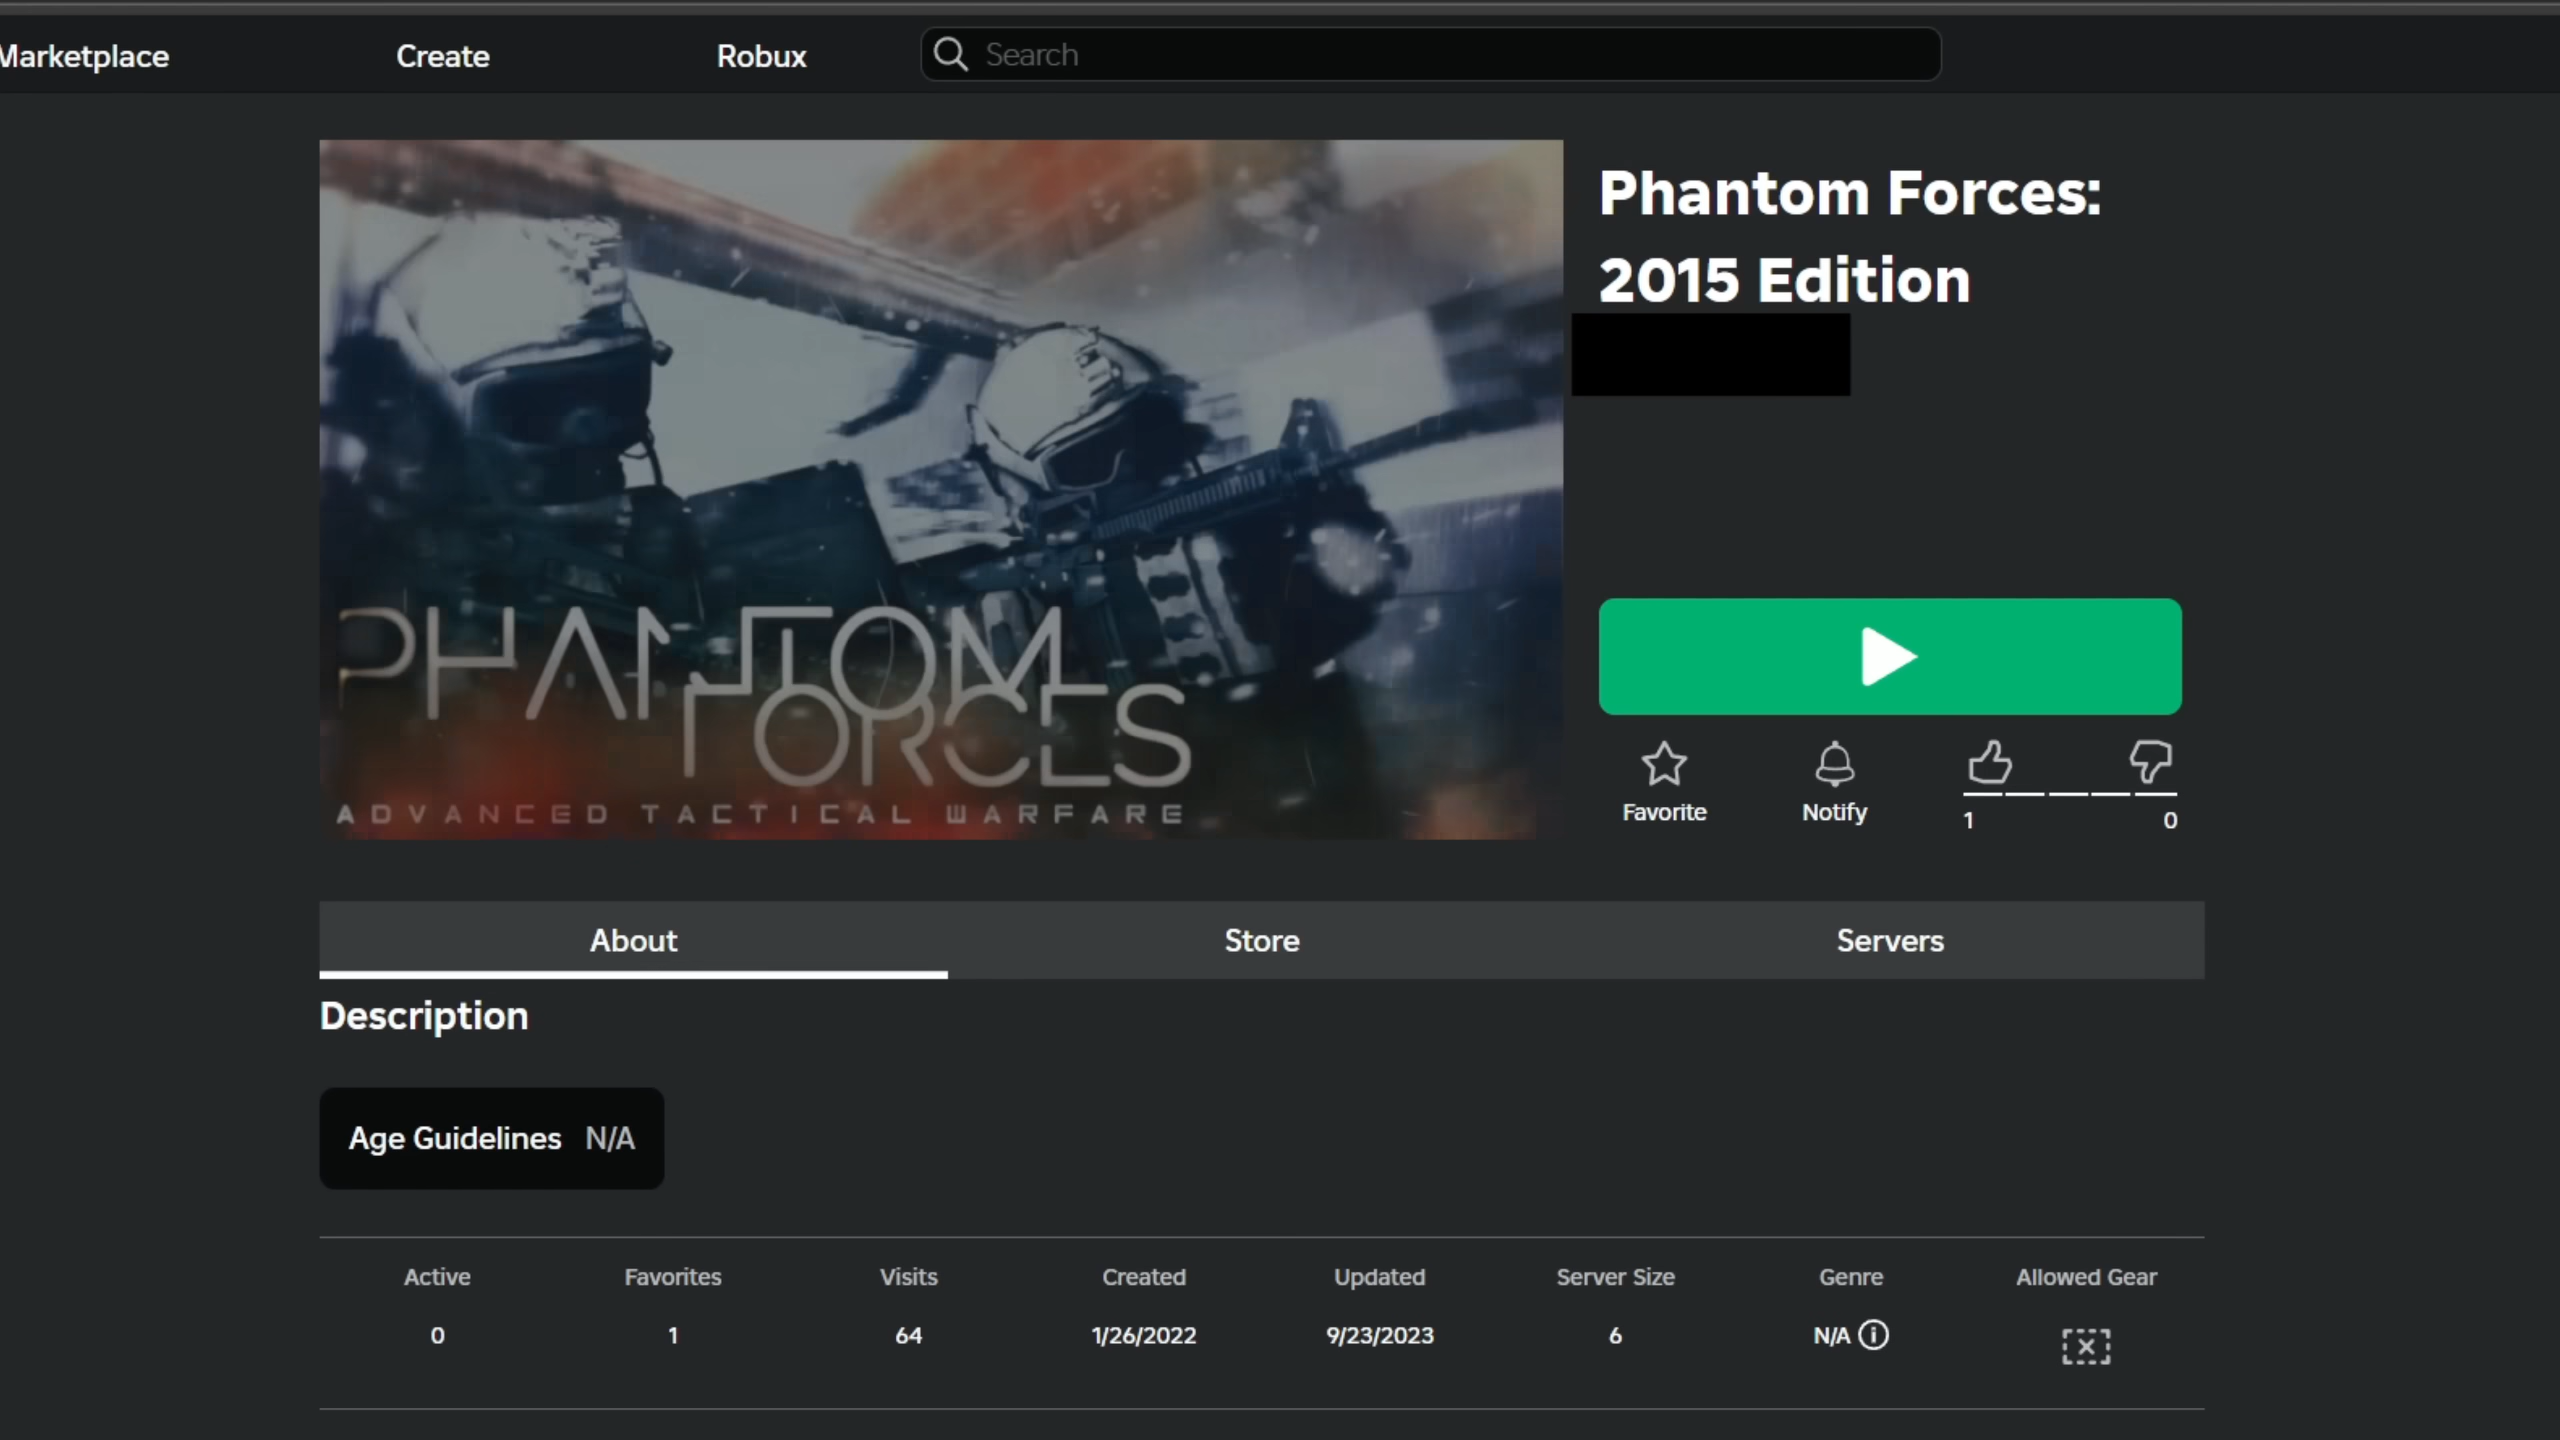 Marketplace
Create
Robux
Search
Phantom Forces:
2015 Edition
PHANTOM
FORCES
ADVANCED TACTICAL WARFARE
Favorite
Notify
1
0
About
Store
Servers
Description
Age Guidelines N/A
Active
Favorites
Visits
Created
Updated
Server Size
Genre
Allowed Gear
0
1
64
1/26/2022
9/23/2023
6
N/A